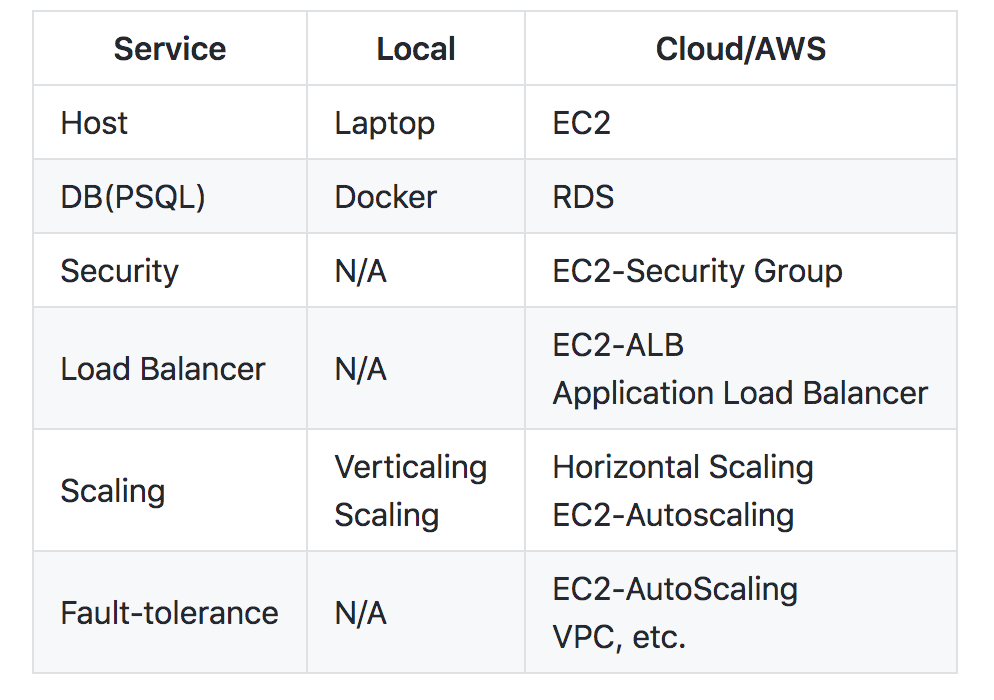 Service Local Cloud/AWS
Host Laptop EC2
DB(PSQL) Docker RDS
Security N/A EC2-Security Group
Load Balancer N/A EC2-ALB
Application Load Balancer
Scaling Verticaling Scaling Horizontal Scaling
EC2-Autoscaling
Fault-tolerance N/A EC2-AutoScaling
VPC, etc.